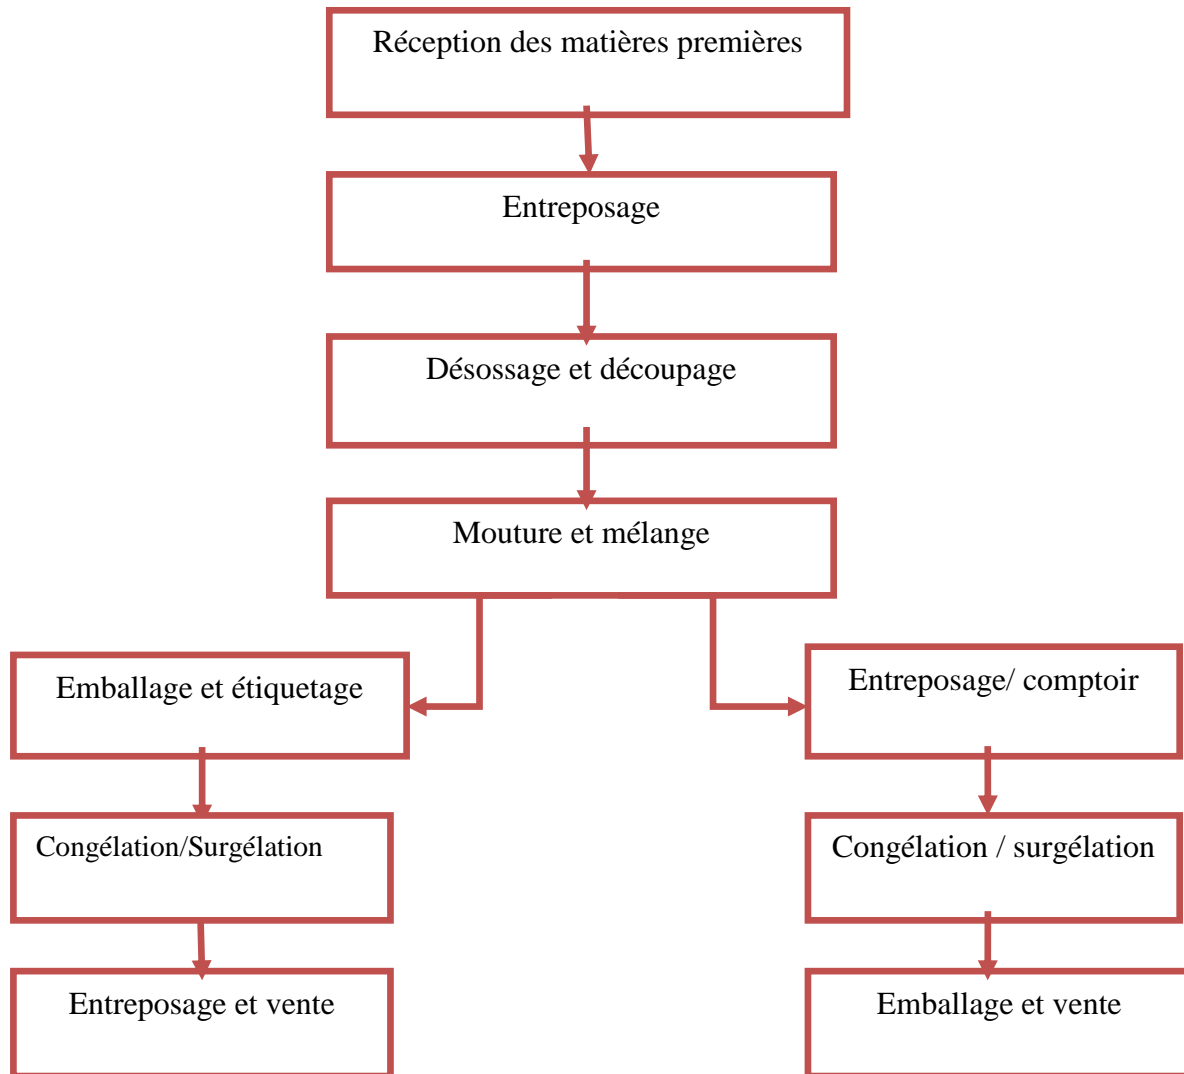 Réception des matières premières
Entreposage
Désossage et découpage
Mouture et mélange
Emballage et étiquetage
Entreposage/ comptoir
Congélation/Surgélation
Congélation / surgélation
Entreposage et vente
Emballage et vente